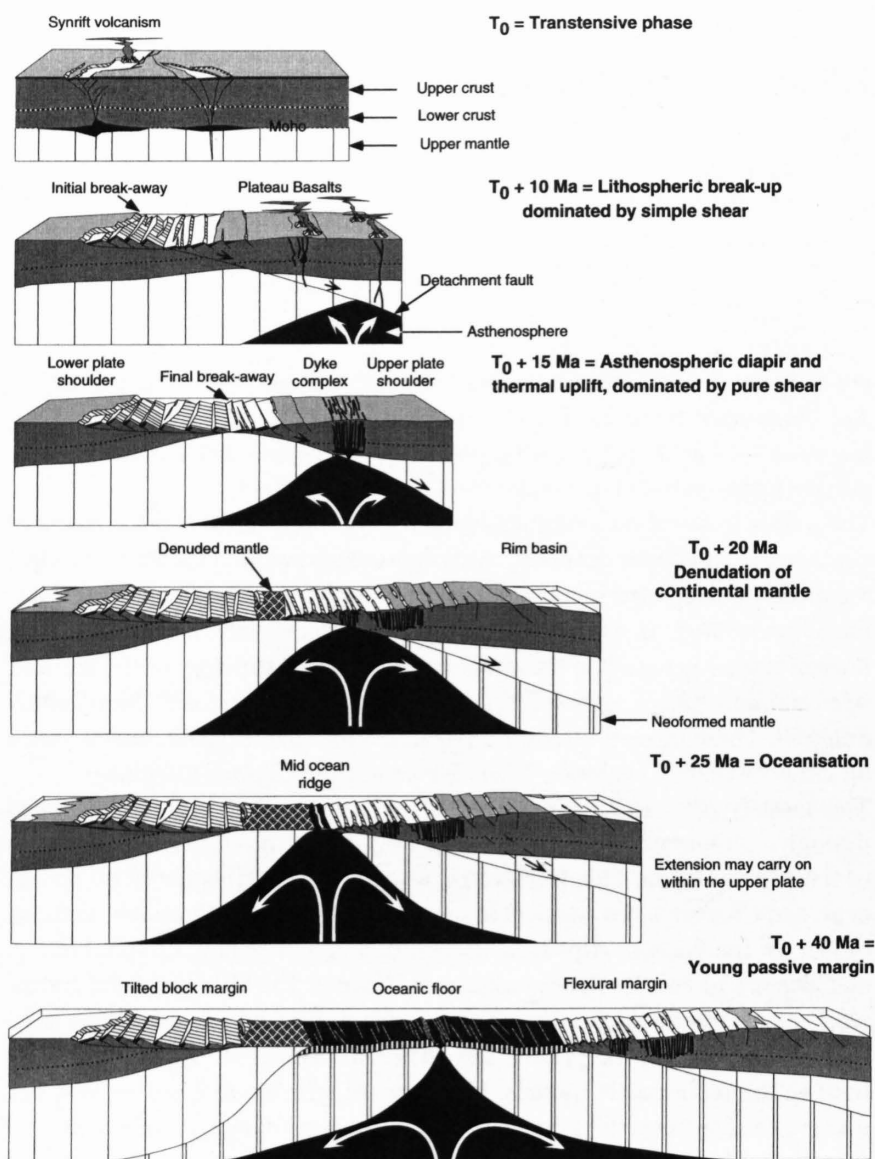 Synrift volcanism
T0 = Transtensive phase
Upper crust
Lower crust
Moho
Upper mantle
Initial break-away
Plateau Basalts
T0 + 10 Ma = Lithospheric break-up
dominated by simple shear
Detachment fault
Asthenosphere
Lower plate
shoulder
Final break-away
Dyke
complex
Upper plate
shoulder
T0 + 15 Ma = Asthenospheric diapir and
thermal uplift, dominated by pure shear
Denuded mantle
Rim basin
T0 + 20 Ma
Denudation of
continental mantle
Neoformed mantle
Mid ocean
ridge
T0 + 25 Ma = Oceanisation
Extension may carry on
within the upper plate
T0 + 40 Ma =
Young passive margin
Tilted block margin
Oceanic floor
Flexural margin